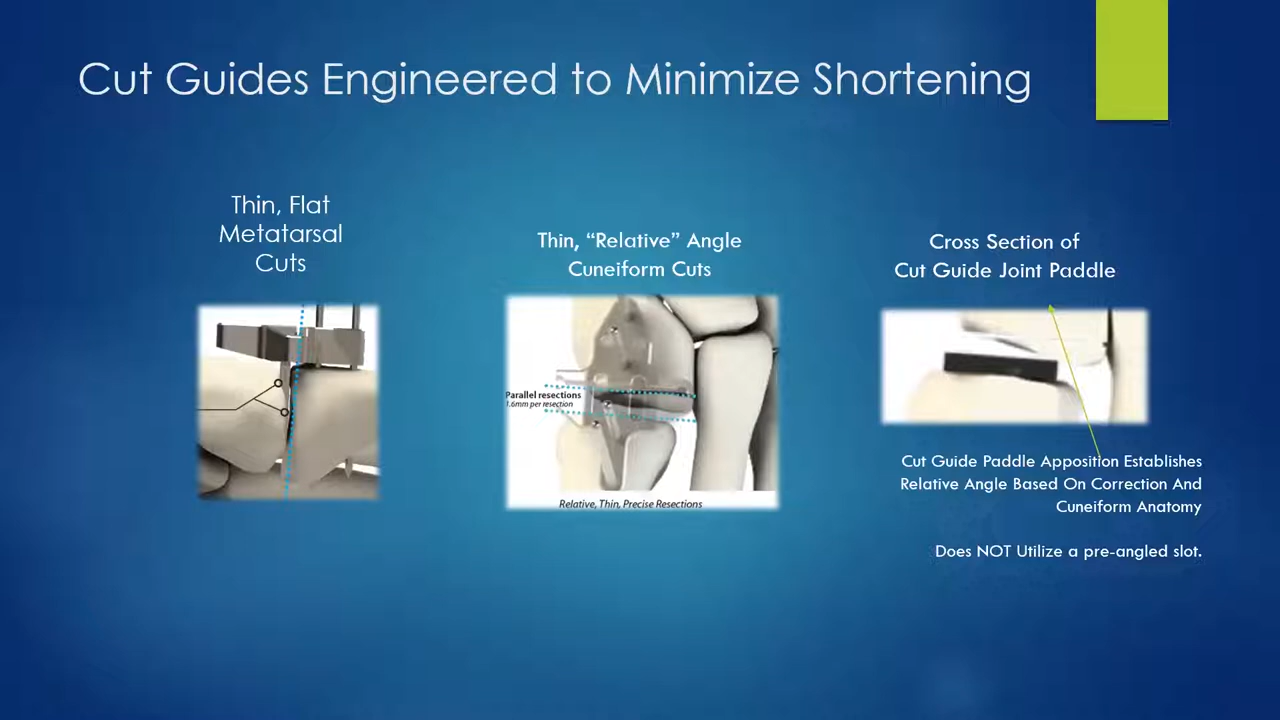 Cut Guides Engineered to Minimize Shortening
Thin, Flat
Metatarsal
Cuts
Thin, “Relative” Angle
Cuneiform Cuts
Cross Section of
Cut Guide Joint Paddle
Parallel resections
1.6mm per resection
Relative, Thin, Precise Resections
Cut Guide Paddle Apposition Establishes
Relative Angle Based On Correction And
Cuneiform Anatomy
Does NOT Utilize a pre-angled slot.